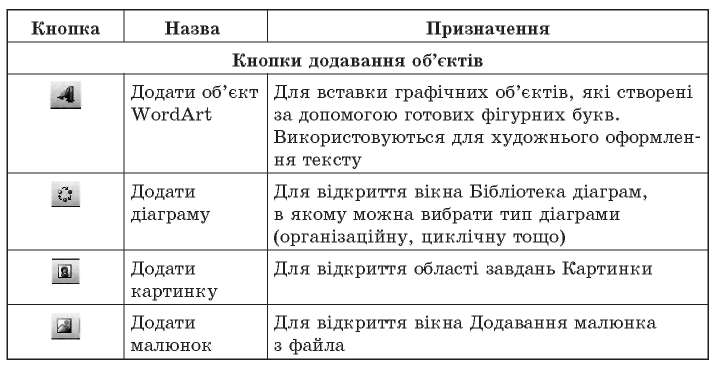 Кнопка Назва Призначення
Кнопки додавання об’єктів
Додати об’єкт
WordArt
Для вставки графічних об’єктів, які створені
за допомогою готових фігурних букв.
Використовуються для художнього оформлен-
ня тексту
Додати
діаграму
Для відкриття вікна Бібліотека діаграм,
в якому можна вибрати тип діаграми
(організаційну, циклічну тощо)
Додати
картинку
Для відкриття області завдань Картинки
Додати
малюнок
Для відкриття вікна Додавання малюнка
з файла